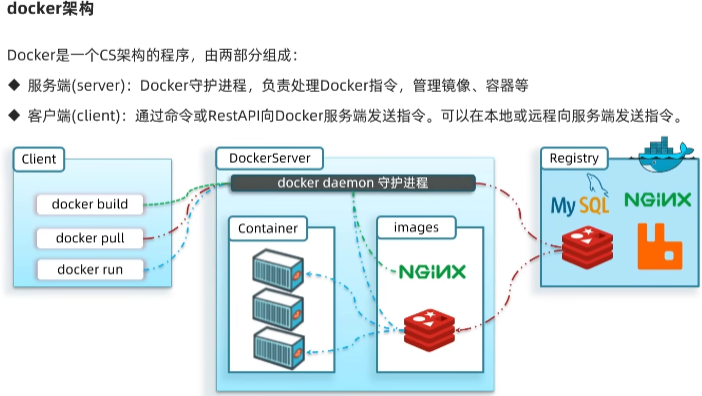 docker架构
Docker是一个CS架构的程序，由两部分组成：
◆ 服务端(server)：Docker守护进程，负责处理Docker指令，管理镜像、容器等
◆ 客户端(client)：通过命令或RestAPI向Docker服务端发送指令。可以在本地或远程向服务端发送指令。
Client
docker build
docker pull
docker run
DockerServer
docker daemon 守护进程
Container
images
NGiNX
Registry
MySQL
NGiNX